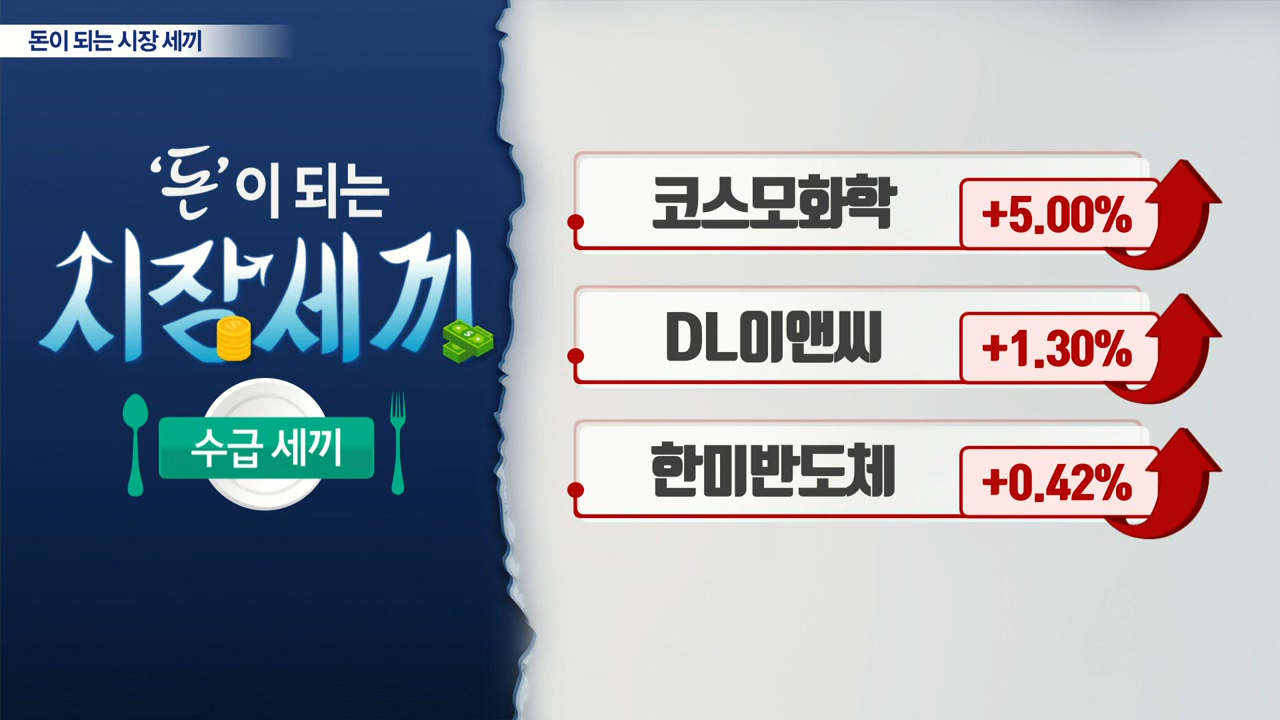 돈이 되는 시장 세끼
‘돈’이 되는
시장세끼
수급 세끼
코스모화학
+5.00%
DL이앤씨
+1.30%
한미반도체
+0.42%